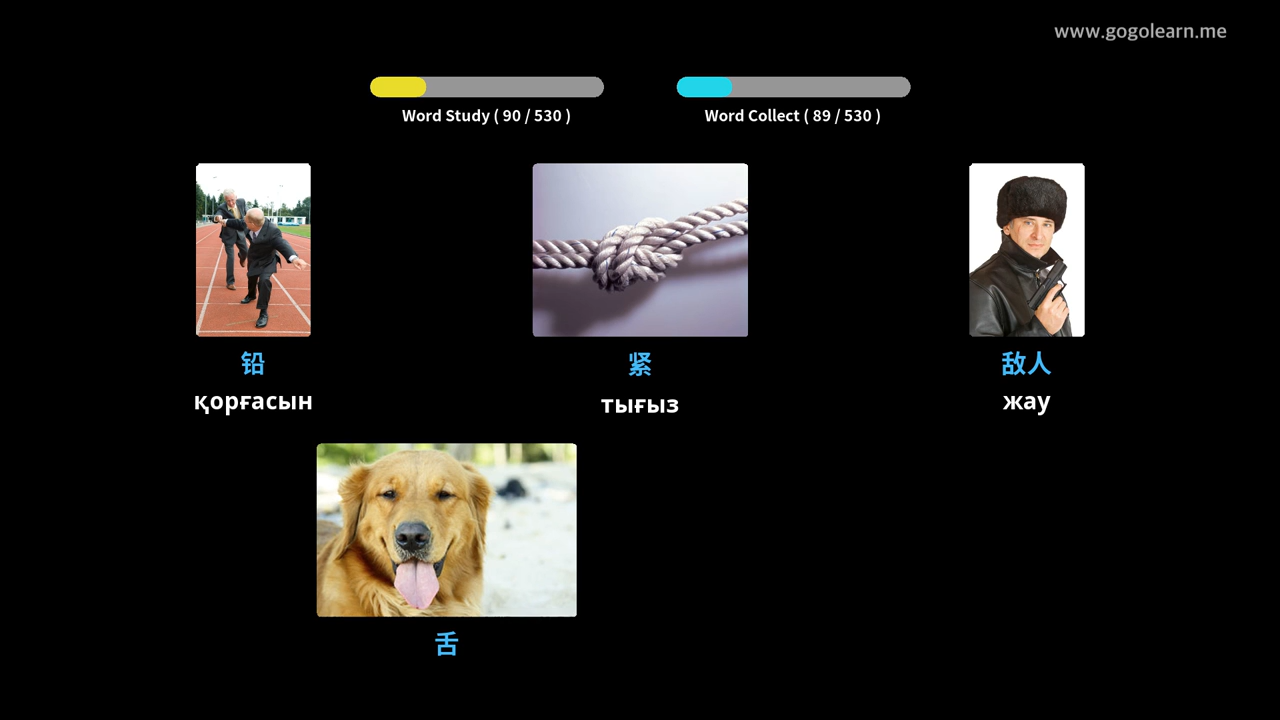 www.gogolearn.me
Word Study ( 90 / 530 )
Word Collect ( 89 / 530 )
铅
қорғасын
紧
тығыз
敌人
жау
舌